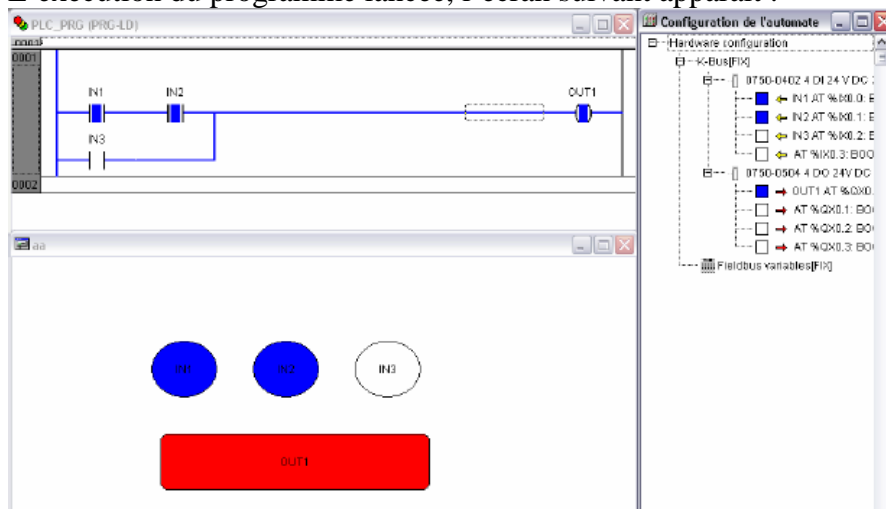 L'exécution du programme lancée, l'écran suivant apparaît :
PLC_PRG (PRG-LD)
0001
IN1
IN2
OUT1
IN3
0002
aa
IN1
IN2
IN3
OUT1
Configuration de l'automate
Hardware configuration
K-Bus[FIX]
0750-0402 4 DI 24 V DC
IN1 AT %IX0.0: B
IN2 AT %IX0.1: B
IN3 AT %IX0.2: B
AT %IX0.3: BOO
0750-0504 4 DO 24V DC
OUT1 AT %QX0.
AT %QX0.1: BO
AT %QX0.2: BO
AT %QX0.3: BO
Fieldbus variables[FIX]